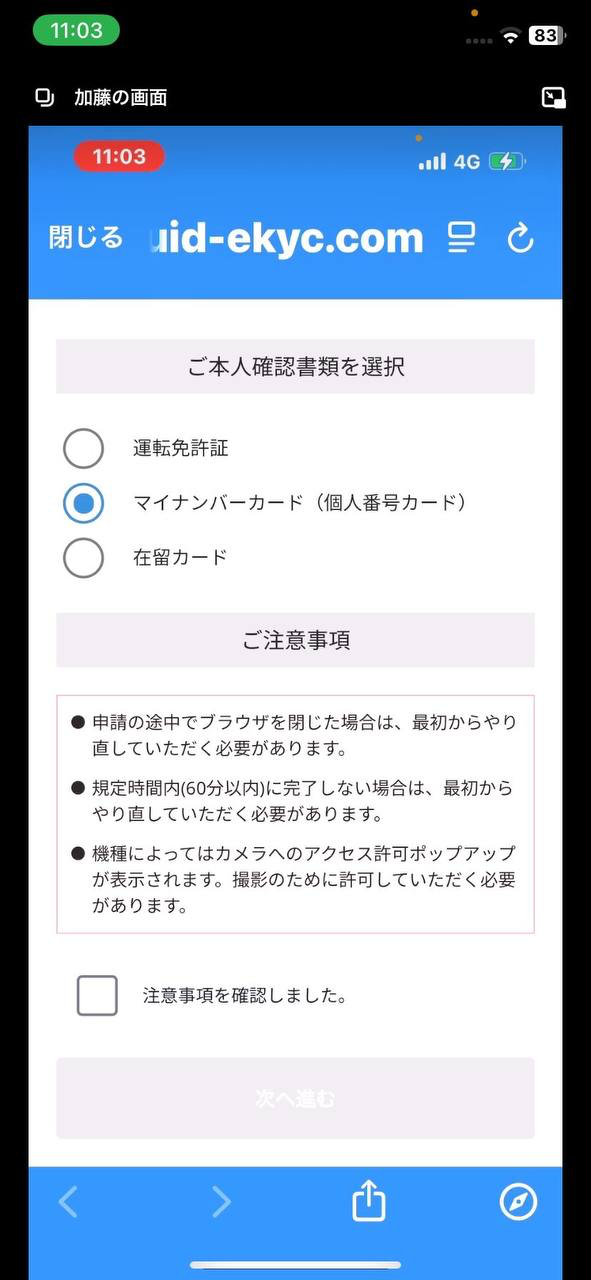 11:03
83
加藤の画面
11:03
4G
閉じる
uid-ekyc.com
ご本人確認書類を選択
運転免許証
マイナンバーカード（個人番号カード）
在留カード
ご注意事項
● 申請の途中でブラウザを閉じた場合は、最初からやり
直していただく必要があります。
● 規定時間内(60分以内)に完了しない場合は、最初から
やり直していただく必要があります。
● 機種によってはカメラへのアクセス許可ポップアップ
が表示されます。撮影のために許可していただく必要
があります。
注意事項を確認しました。
次へ進む